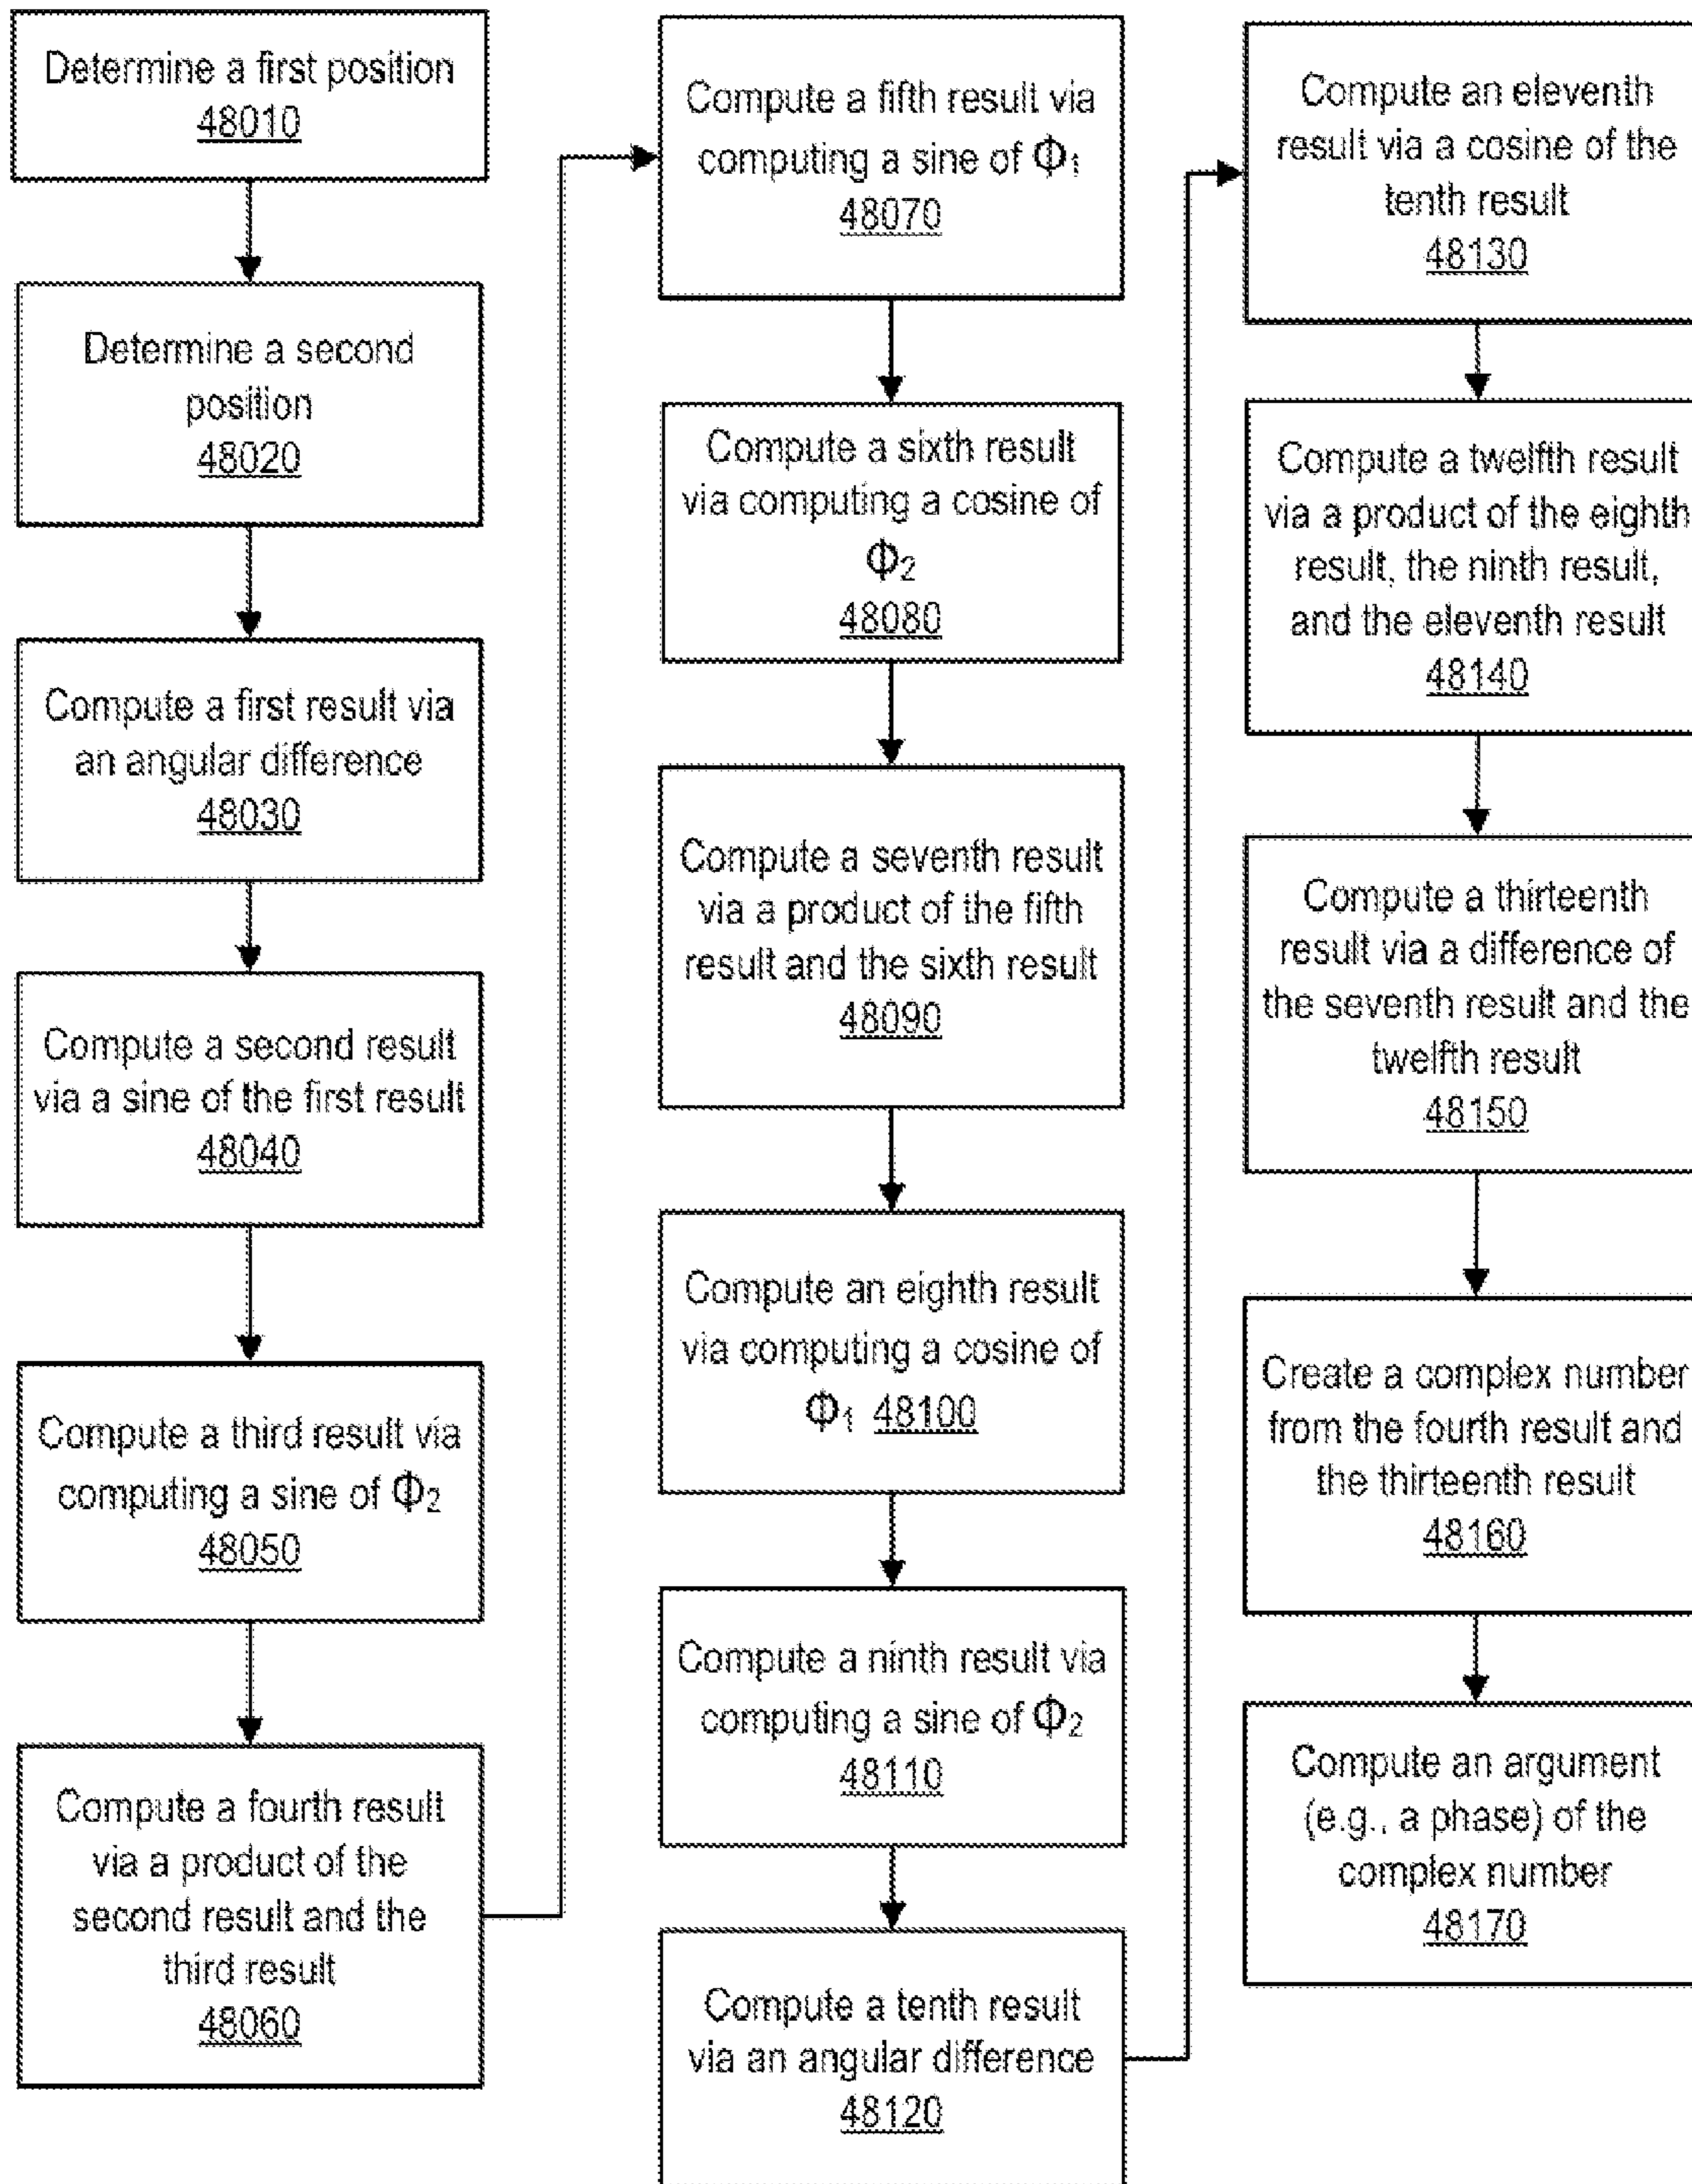 Determine a first position
48010
Determine a second
position
48020
Compute a first result via
an angular difference
48030
Compute a second result
via a sine of the first result
48040
Compute a third result via
computing a sine of Φ₂
48050
Compute a fourth result
via a product of the
second result and the
third result
48060
Compute a fifth result via
computing a sine of Φ₁
48070
Compute a sixth result
via computing a cosine of
Φ₂
48080
Compute a seventh result
via a product of the fifth
result and the sixth result
48090
Compute an eighth result
via computing a cosine of
Φ₁ 48100
Compute a ninth result via
computing a sine of Φ₂
48110
Compute a tenth result
via an angular difference
48120
Compute an eleventh
result via a cosine of the
tenth result
48130
Compute a twelfth result
via a product of the eighth
result, the ninth result,
and the eleventh result
48140
Compute a thirteenth
result via a difference of
the seventh result and the
twelfth result
48150
Create a complex number
from the fourth result and
the thirteenth result
48160
Compute an argument
(e.g., a phase) of the
complex number
48170